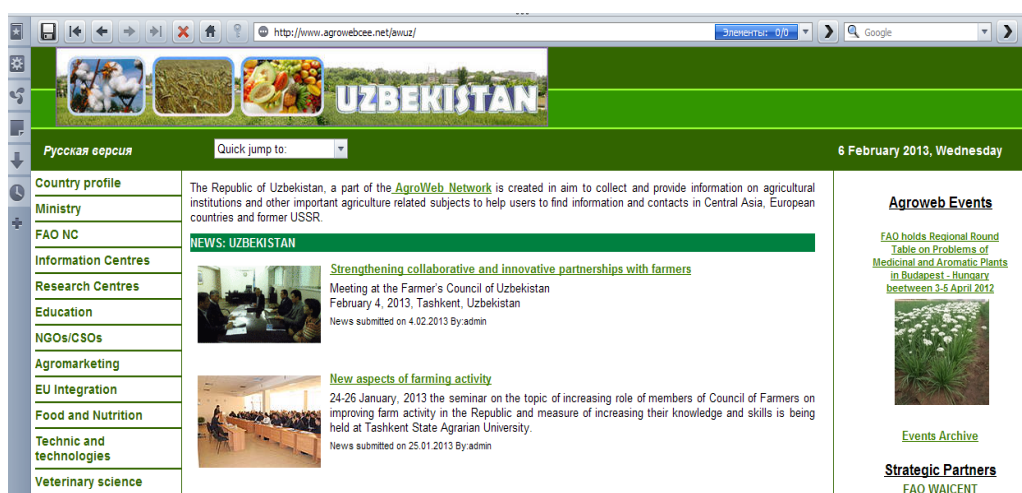 http://www.agrowebcee.net/awuz/
Элементы: 0/0
Google
UZBEKISTAN
Русская версия
Quick jump to:
6 February 2013, Wednesday
Country profile
Ministry
FAO NC
Information Centres
Research Centres
Education
NGOs/CSOs
Agromarketing
EU Integration
Food and Nutrition
Technic and
technologies
Veterinary science
The Republic of Uzbekistan, a part of the AgroWeb Network is created in aim to collect and provide information on agricultural
institutions and other important agriculture related subjects to help users to find information and contacts in Central Asia, European
countries and former USSR.
NEWS: UZBEKISTAN
Strengthening collaborative and innovative partnerships with farmers
Meeting at the Farmer's Council of Uzbekistan
February 4, 2013, Tashkent, Uzbekistan
News submitted on 4.02.2013 By:admin
New aspects of farming activity
24-26 January, 2013 the seminar on the topic of increasing role of members of Council of Farmers on
improving farm activity in the Republic and measure of increasing their knowledge and skills is being
held at Tashkent State Agrarian University.
News submitted on 25.01.2013 By:admin
Agroweb Events
FAO holds Regional Round
Table on Problems of
Medicinal and Aromatic Plants
in Budapest - Hungary
beetween 3-5 April 2012
Events Archive
Strategic Partners
FAO WAICENT